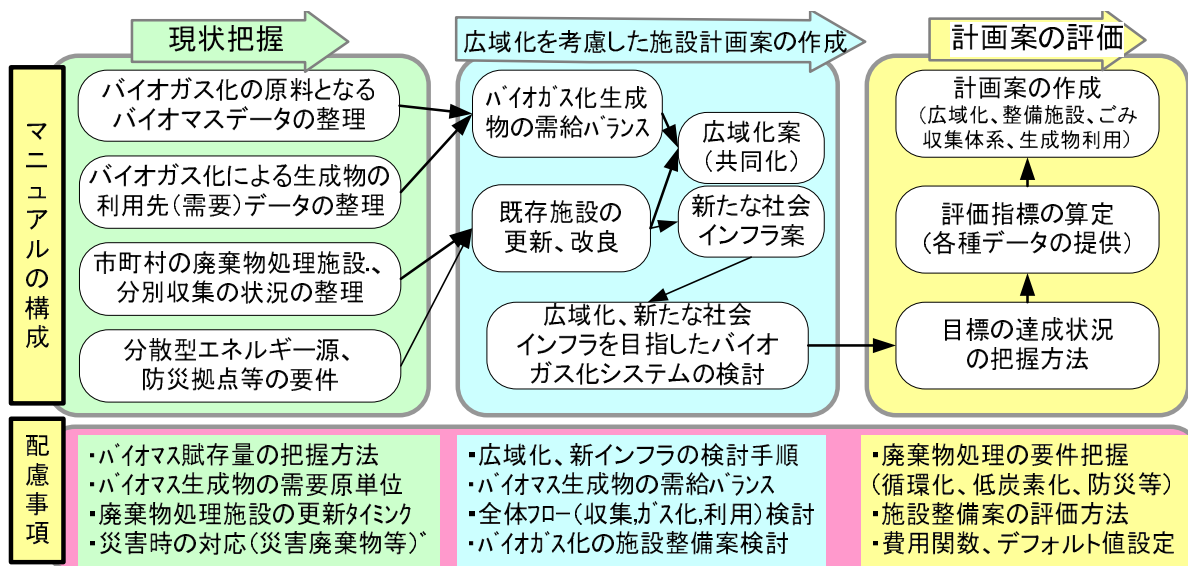 現状把握
広域化を考慮した施設計画案の作成
計画案の評価
マニュアルの構成
バイオガス化の原料となる
バイオマスデータの整理
バイオガス化による生成物の
利用先(需要)データの整理
市町村の廃棄物処理施設.、
分別収集の状況の整理
分散型エネルギー源、
防災拠点等の要件
ﾊﾞｲｵｶﾞｽ化生成
物の需給ﾊﾞﾗﾝｽ
既存施設の
更新、改良
広域化案
(共同化)
新たな社会
インフラ案
広域化、新たな社会
インフラを目指したバイオ
ガス化システムの検討
計画案の作成
(広域化、整備施設、ごみ
収集体系、生成物利用)
評価指標の算定
(各種データの提供)
目標の達成状況
の把握方法
配慮事項
・ﾊﾞｲｵﾏｽ賦存量の把握方法
・ﾊﾞｲｵﾏｽ生成物の需要原単位
・廃棄物処理施設の更新ﾀｲﾐﾝｸ
・災害時の対応(災害廃棄物等)ﾞ
・広域化、新インフラの検討手順
・ﾊﾞｲｵﾏｽ生成物の需給ﾊﾞﾗﾝｽ
・全体フロー(収集,ｶﾞｽ化,利用)検討
・ﾊﾞｲｵｶﾞｽ化の施設整備案検討
・廃棄物処理の要件把握
(循環化、低炭素化、防災等)
・施設整備案の評価方法
・費用関数、デフォルト値設定